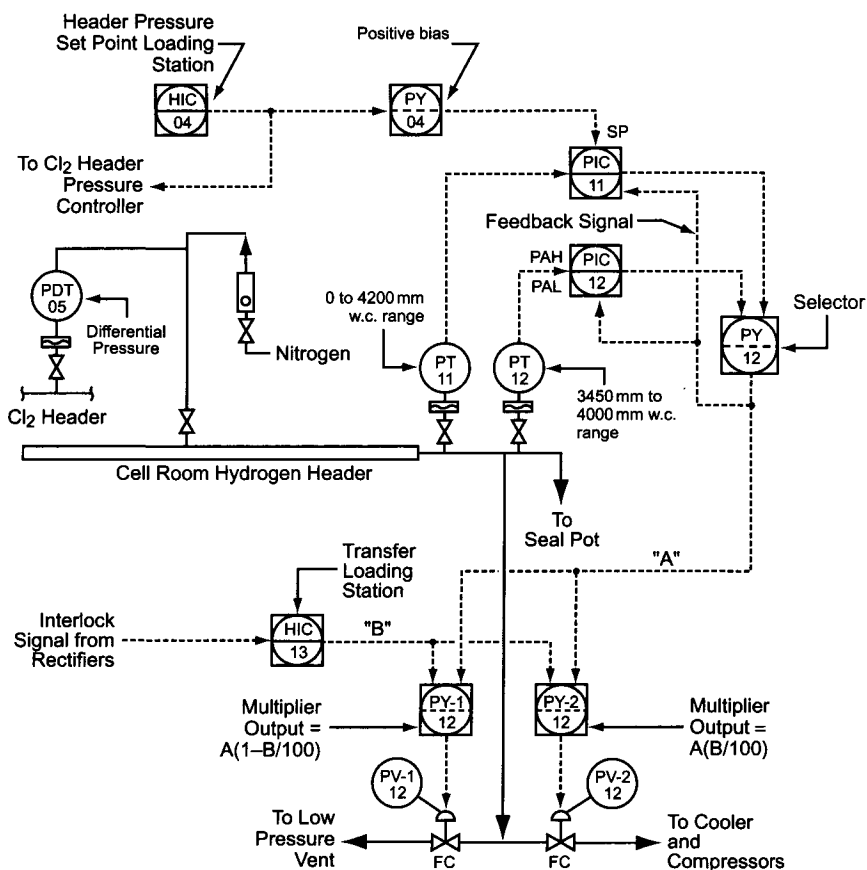 Header Pressure
Set Point Loading
Station
Positive bias
HIC
04
PY
04
SP
To Cl₂ Header
Pressure
Controller
PIC
11
Feedback Signal
PAH
PAL
PIC
12
Selector
PDT
05
Differential
Pressure
Nitrogen
0 to 4200 mm
w.c. range
PY
12
PT
11
PT
12
Cl₂ Header
3450 mm to
4000 mm w.c.
range
Cell Room Hydrogen Header
To
Seal Pot
"A"
Transfer
Loading
Station
Interlock
Signal from
Rectifiers
HIC
13
"B"
Multiplier
Output =
A(1–B/100)
PY-1
12
PY-2
12
Multiplier
Output =
A(B/100)
PV-1
12
PV-2
12
To Low
Pressure
Vent
FC
FC
To Cooler
and
Compressors